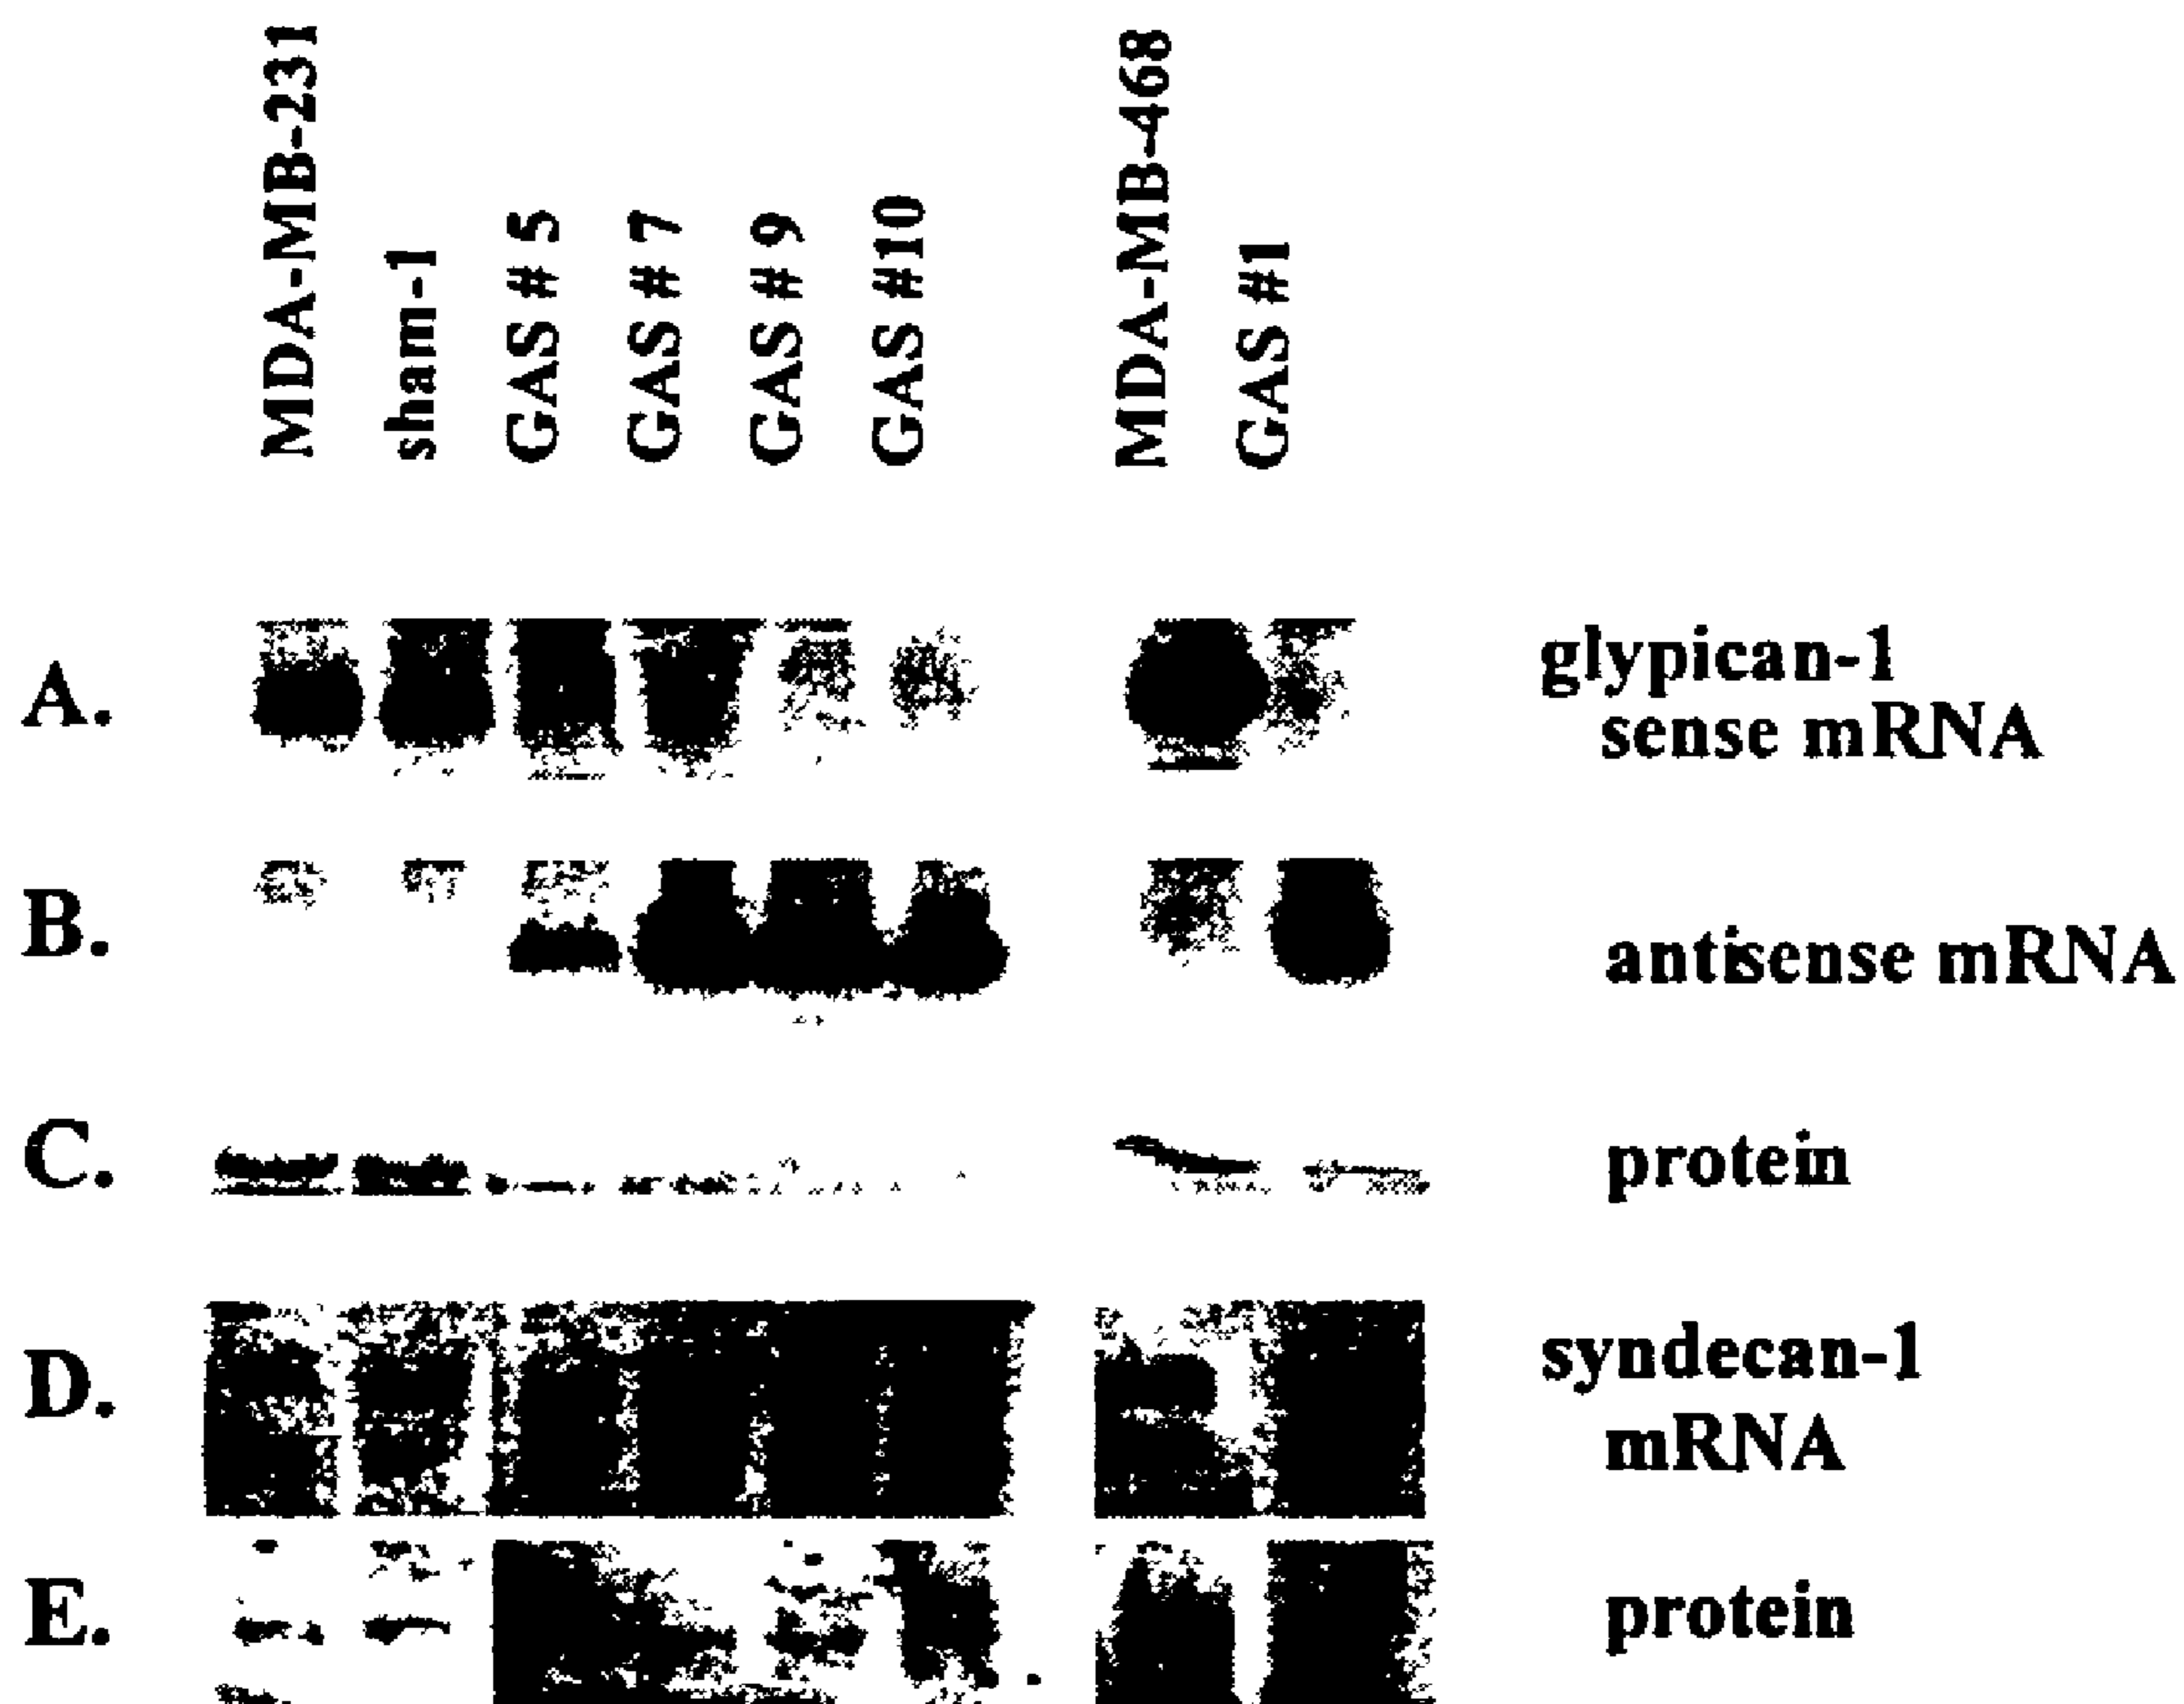 MDA-MB-231
sham-1
GAS # 5
GAS # 7
GAS # 9
GAS #10
MDA-MB-468
GAS #1
A.
glypican-1
sense mRNA
B.
antisense mRNA
C.
protein
D.
syndecan-1
mRNA
E.
protein